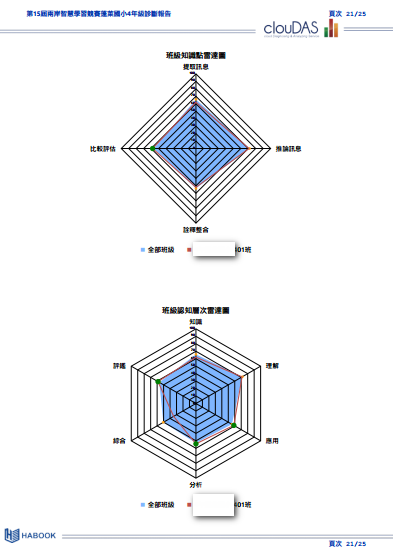 第15屆兩岸智慧學習競賽蓬萊國小4年級診斷報告
頁次 21/25
clouDAS
班級知識點雷達圖
提取訊息
比較評估
推論訊息
詮釋整合
全部班級
401班
班級認知層次雷達圖
知識
評鑑
理解
綜合
應用
分析
全部班級
401班
HABOOK
頁次 21/25